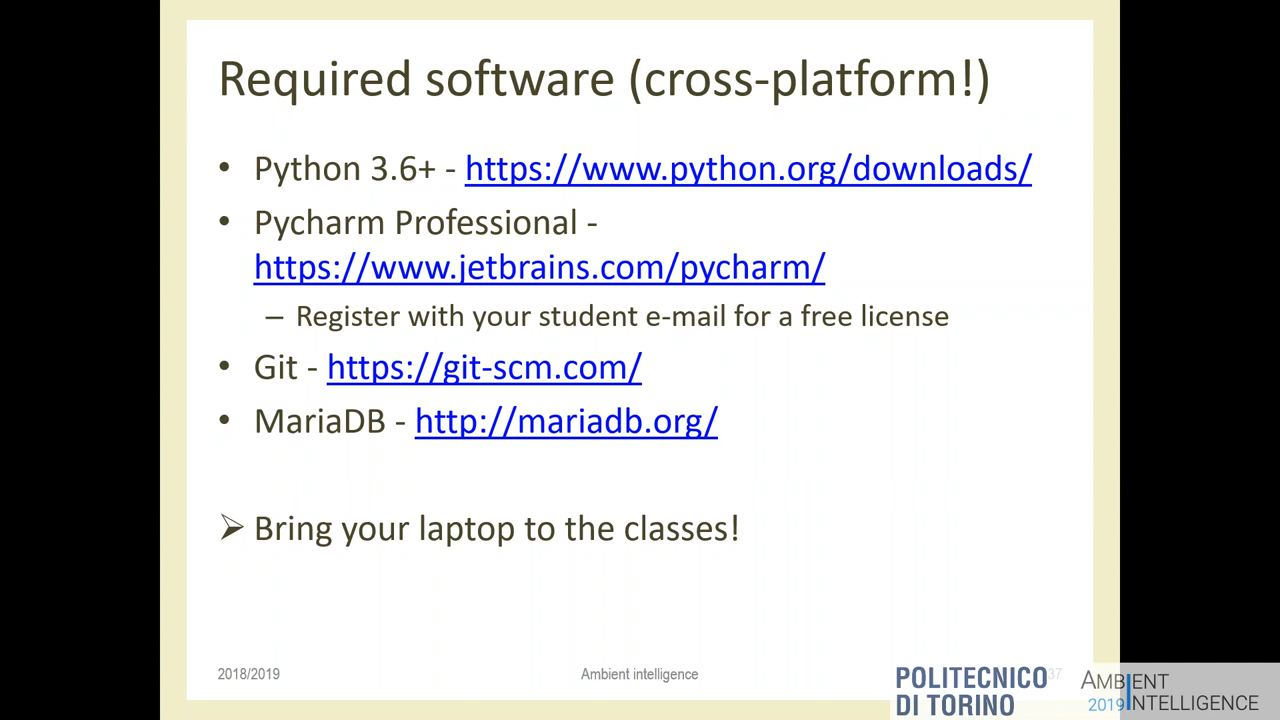 Required software (cross-platform!)
• Python 3.6+ - https://www.python.org/downloads/
• Pycharm Professional -
https://www.jetbrains.com/pycharm/
– Register with your student e-mail for a free license
• Git - https://git-scm.com/
• MariaDB - http://mariadb.org/
➢ Bring your laptop to the classes!
2018/2019
Ambient intelligence
37
POLITECNICO
DI TORINO
AMBIENT
2019 INTELLIGENCE